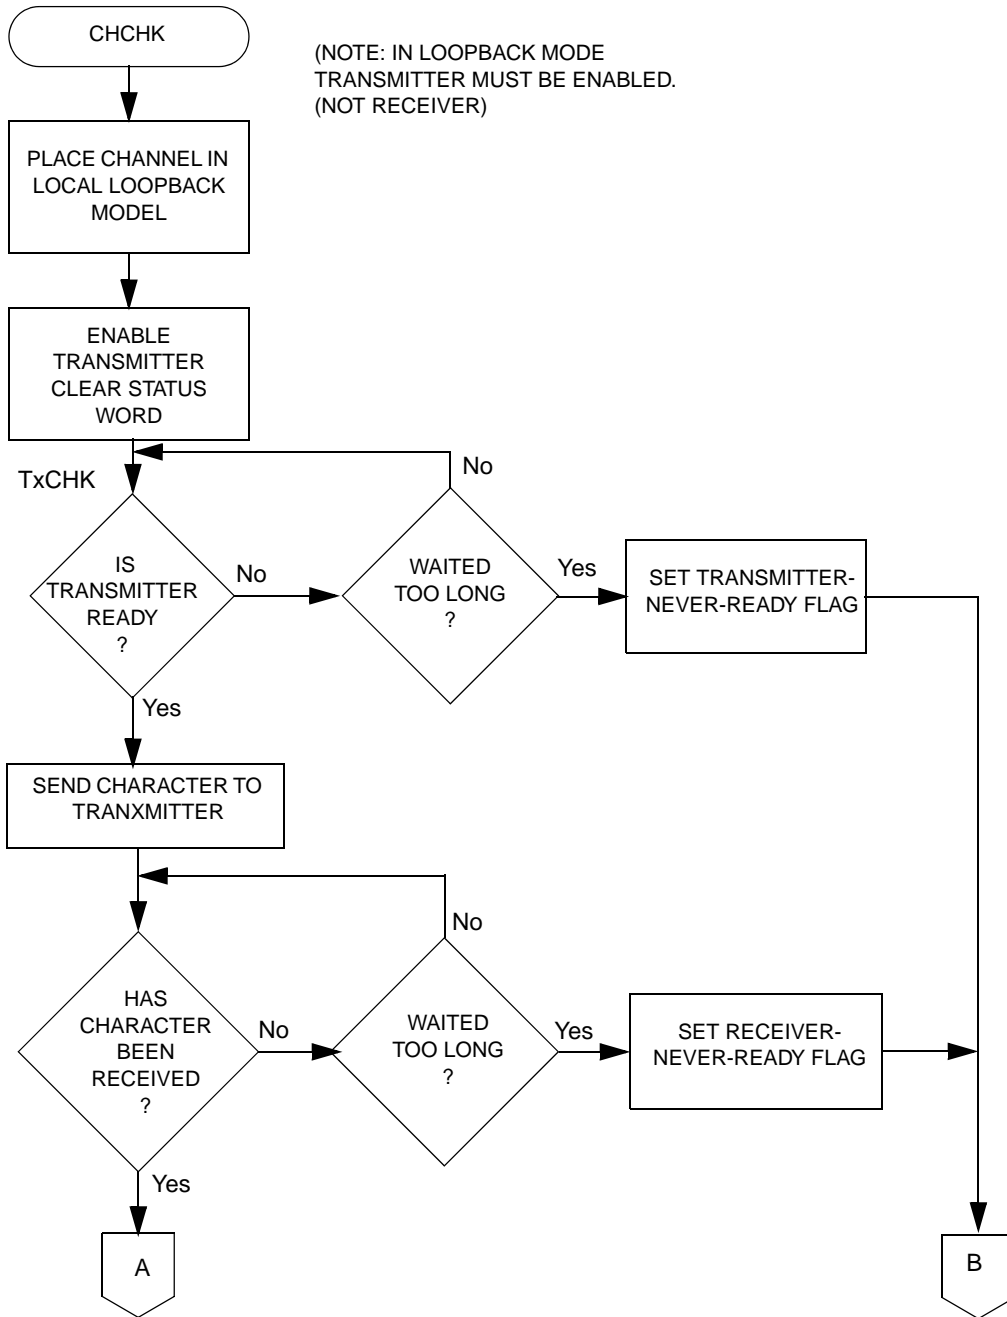 CHCHK
(NOTE: IN LOOPBACK MODE
TRANSMITTER MUST BE ENABLED.
(NOT RECEIVER)
PLACE CHANNEL IN
LOCAL LOOPBACK
MODEL
ENABLE
TRANSMITTER
CLEAR STATUS
WORD
TxCHK
No
IS
TRANSMITTER
READY
?
No
WAITED
TOO LONG
?
Yes
SET TRANSMITTER-
NEVER-READY FLAG
Yes
SEND CHARACTER TO
TRANXMITTER
No
HAS
CHARACTER
BEEN
RECEIVED
?
No
WAITED
TOO LONG
?
Yes
SET RECEIVER-
NEVER-READY FLAG
Yes
A
B